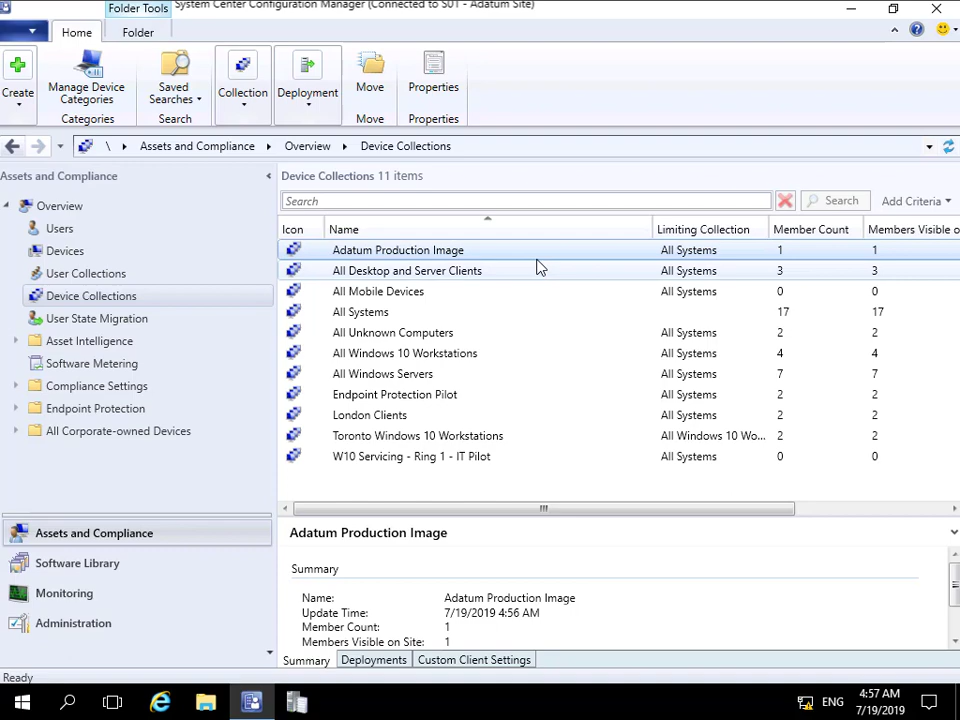 Folder Tools
System Center Configuration Manager (Connected to S01 - Adatum Site)
Home
Folder
Create
Manage Device Categories
Saved Searches
Collection
Deployment
Move
Properties
Categories
Search
Move
Properties
\ Assets and Compliance Overview Device Collections
Assets and Compliance
Overview
Users
Devices
User Collections
Device Collections
User State Migration
Asset Intelligence
Software Metering
Compliance Settings
Endpoint Protection
All Corporate-owned Devices
Assets and Compliance
Software Library
Monitoring
Administration
Device Collections 11 items
Search
Search
Add Criteria
Icon Name Limiting Collection Member Count Members Visible o
Adatum Production Image All Systems 1 1
All Desktop and Server Clients All Systems 3 3
All Mobile Devices All Systems 0 0
All Systems 17 17
All Unknown Computers All Systems 2 2
All Windows 10 Workstations All Systems 4 4
All Windows Servers All Systems 7 7
Endpoint Protection Pilot All Systems 2 2
London Clients All Systems 2 2
Toronto Windows 10 Workstations All Windows 10 Wo... 2 2
W10 Servicing - Ring 1 - IT Pilot All Systems 0 0
Adatum Production Image
Summary
Name: Adatum Production Image
Update Time: 7/19/2019 4:56 AM
Member Count: 1
Members Visible on Site: 1
Summary Deployments Custom Client Settings
Ready
ENG
4:57 AM
7/19/2019